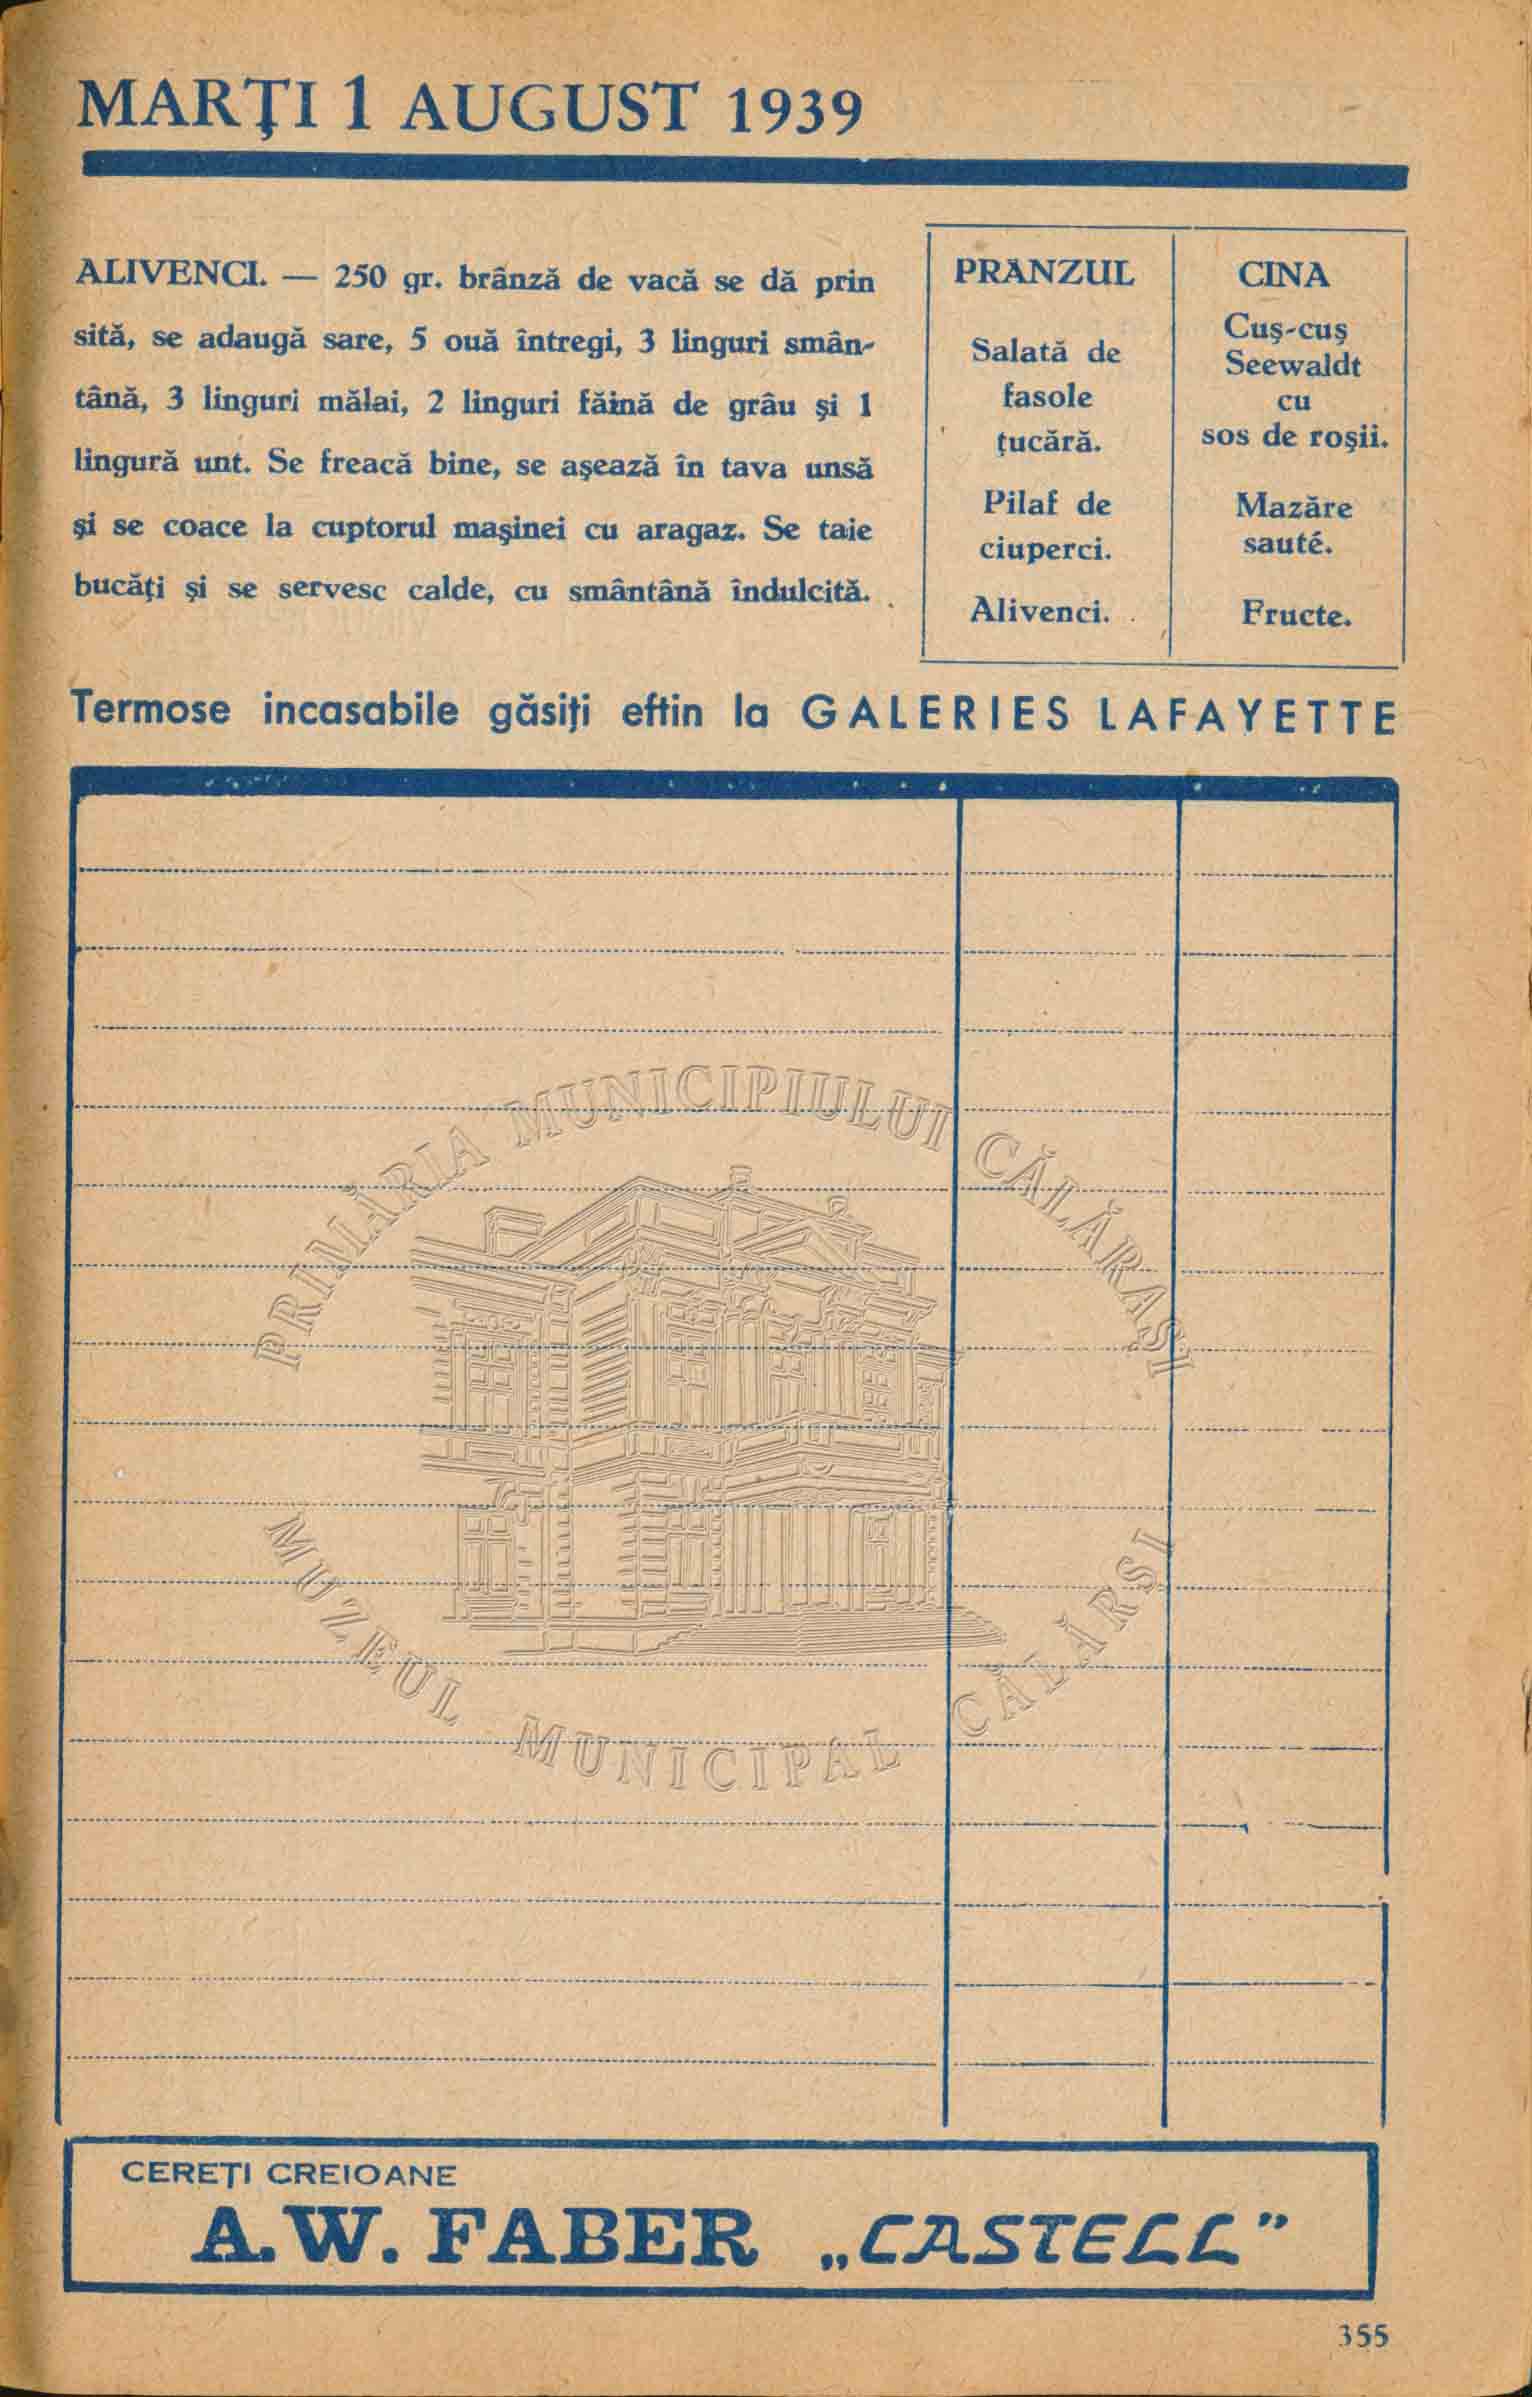 MARŢI 1 AUGUST 1939
ALIVENCI. — 250 gr. brânză de vacă se dă prin
sită, se adaugă sare, 5 ouă întregi, 3 linguri smân-
tână, 3 linguri mălai, 2 linguri făină de grâu şi 1
lingură unt. Se freacă bine, se aşează în tava unsă
şi se coace la cuptorul maşinei cu aragaz. Se taie
bucăţi şi se servesc calde, cu smântână îndulcită.
PRANZUL
Salată de
fasole
ţucără.
Pilaf de
ciuperci.
Alivenci.
CINA
Cuş-cuş
Seewaldt
cu
sos de roşii.
Mazăre
sauté.
Fructe.
Termose incasabile găsiţi eftin la GALERIES LAFAYETTE
PRIMĂRIA MUNICIPIULUI CĂLĂRAŞI
MUZEUL MUNICIPAL CĂLĂRSI
CEREŢI CREIOANE
A.W. FABER „CASTELL”
355